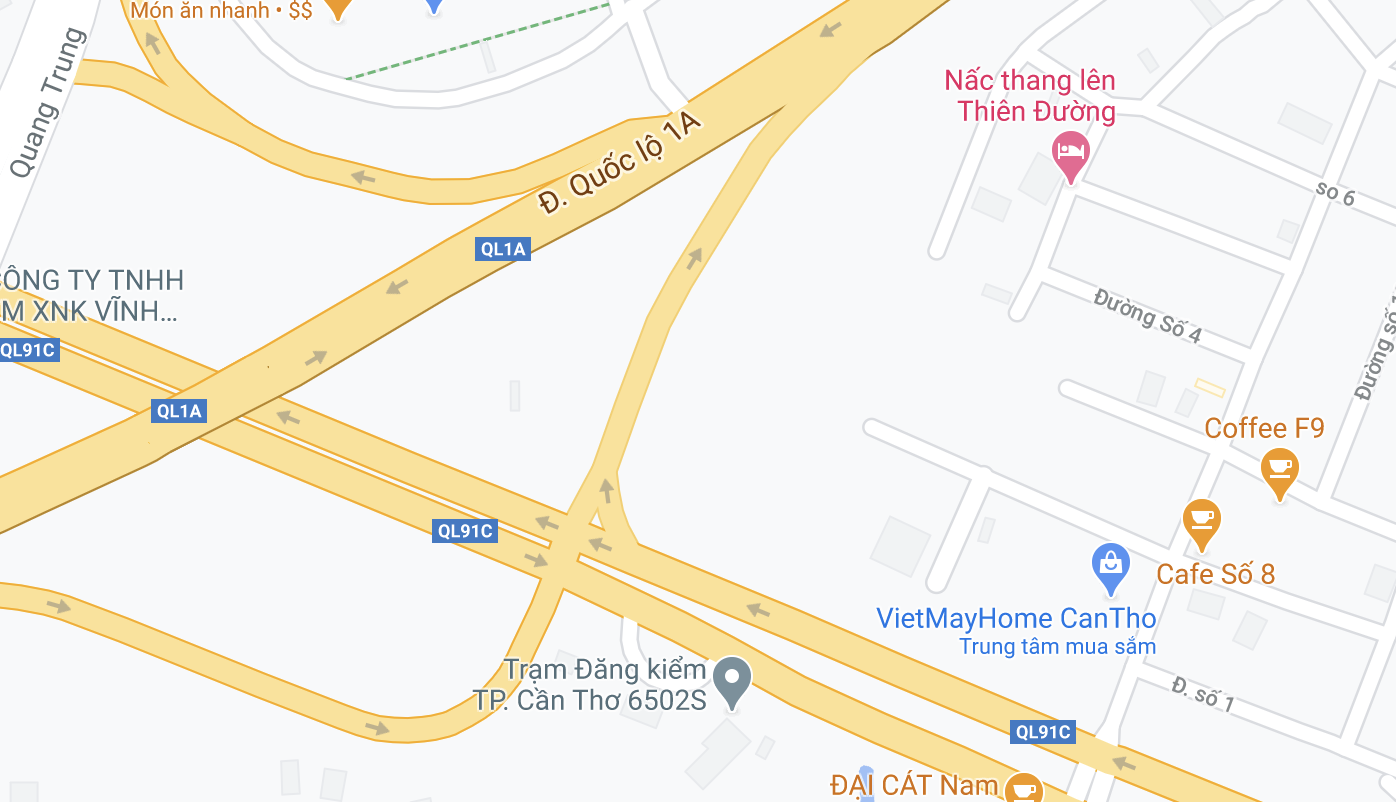 Món ăn nhanh • $$
Quang Trung
Nấc thang lên
Thiên Đường
Đ. Quốc lộ 1A
so 6
QL1A
ÔNG TY TNHH
M XNK VĨNH...
Đường Số 4
Đường số 1
QL91C
QL1A
Coffee F9
QL91C
Cafe Số 8
VietMayHome CanTho
Trung tâm mua sắm
Trạm Đăng kiểm
TP. Cần Thơ 6502S
Đ. số 1
QL91C
ĐẠI CÁT Nam